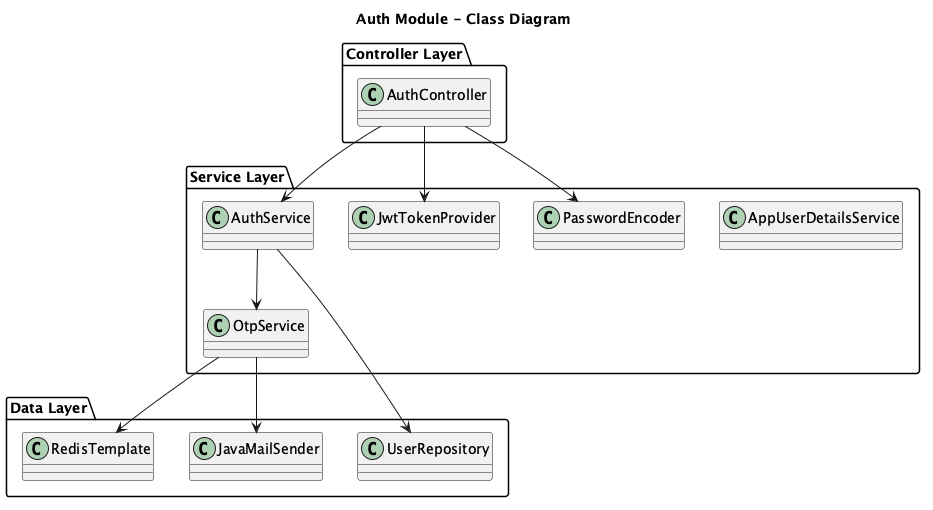 Auth Module - Class Diagram
Controller Layer
C AuthController
Service Layer
C AuthService
C JwtTokenProvider
C PasswordEncoder
C AppUserDetailsService
C OtpService
Data Layer
C RedisTemplate
C JavaMailSender
C UserRepository